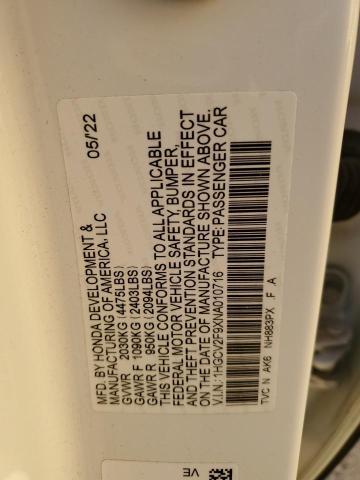 MFD. BY HONDA DEVELOPMENT & 05/22
MANUFACTURING OF AMERICA, LLC
GVWR 2030KG (4475LBS)
GAWR F 1090KG (2403LBS)
GAWR R 950KG (2094LBS)
THIS VEHICLE CONFORMS TO ALL APPLICABLE
FEDERAL MOTOR VEHICLE SAFETY, BUMPER,
AND THEFT PREVENTION STANDARDS IN EFFECT
ON THE DATE OF MANUFACTURE SHOWN ABOVE.
V.I.N.: 1HGCV2F9XNA010716 TYPE: PASSENGER CAR
TVC N AK6 NH883PX .F .A
VE